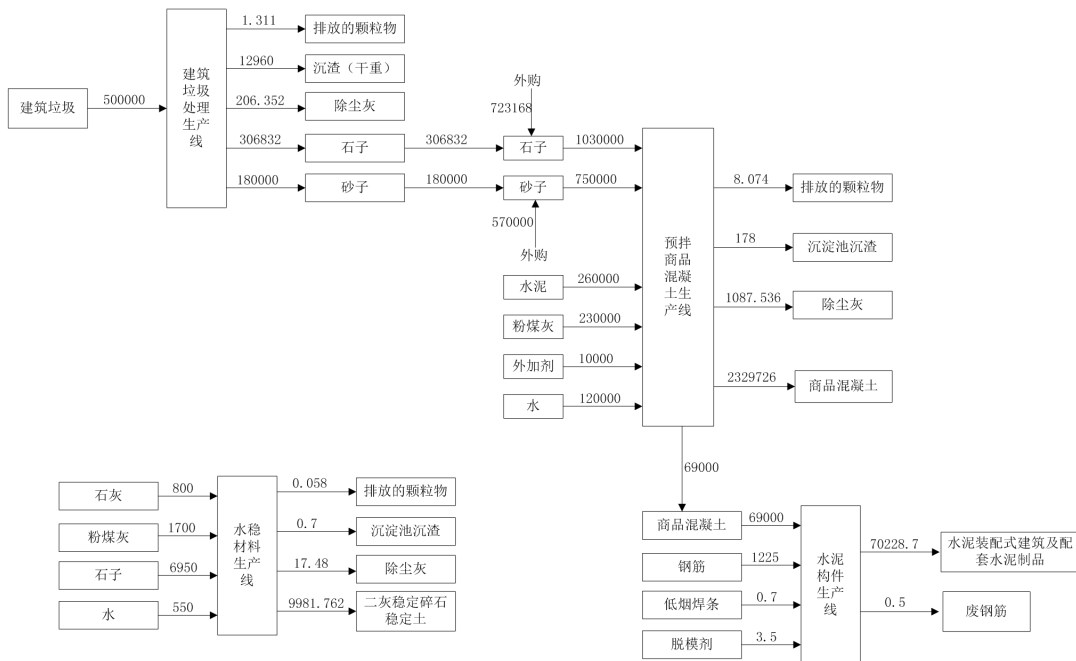 建筑垃圾
500000
建筑
垃圾
处理
生产
线
1.311
排放的颗粒物
12960
沉渣（干重）
206.352
除尘灰
306832
石子
306832
180000
砂子
180000
外购
723168
石子
1030000
砂子
750000
570000
外购
水泥
260000
粉煤灰
230000
外加剂
10000
水
120000
预拌
商品
混凝
土生
产线
8.074
排放的颗粒物
178
沉淀池沉渣
1087.536
除尘灰
2329726
商品混凝土
69000
石灰
800
粉煤灰
1700
石子
6950
水
550
水稳
材料
生产
线
0.058
排放的颗粒物
0.7
沉淀池沉渣
17.48
除尘灰
9981.762
二灰稳定碎石
稳定土
商品混凝土
69000
钢筋
1225
低烟焊条
0.7
脱模剂
3.5
水泥
构件
生产
线
70228.7
水泥装配式建筑及配
套水泥制品
0.5
废钢筋